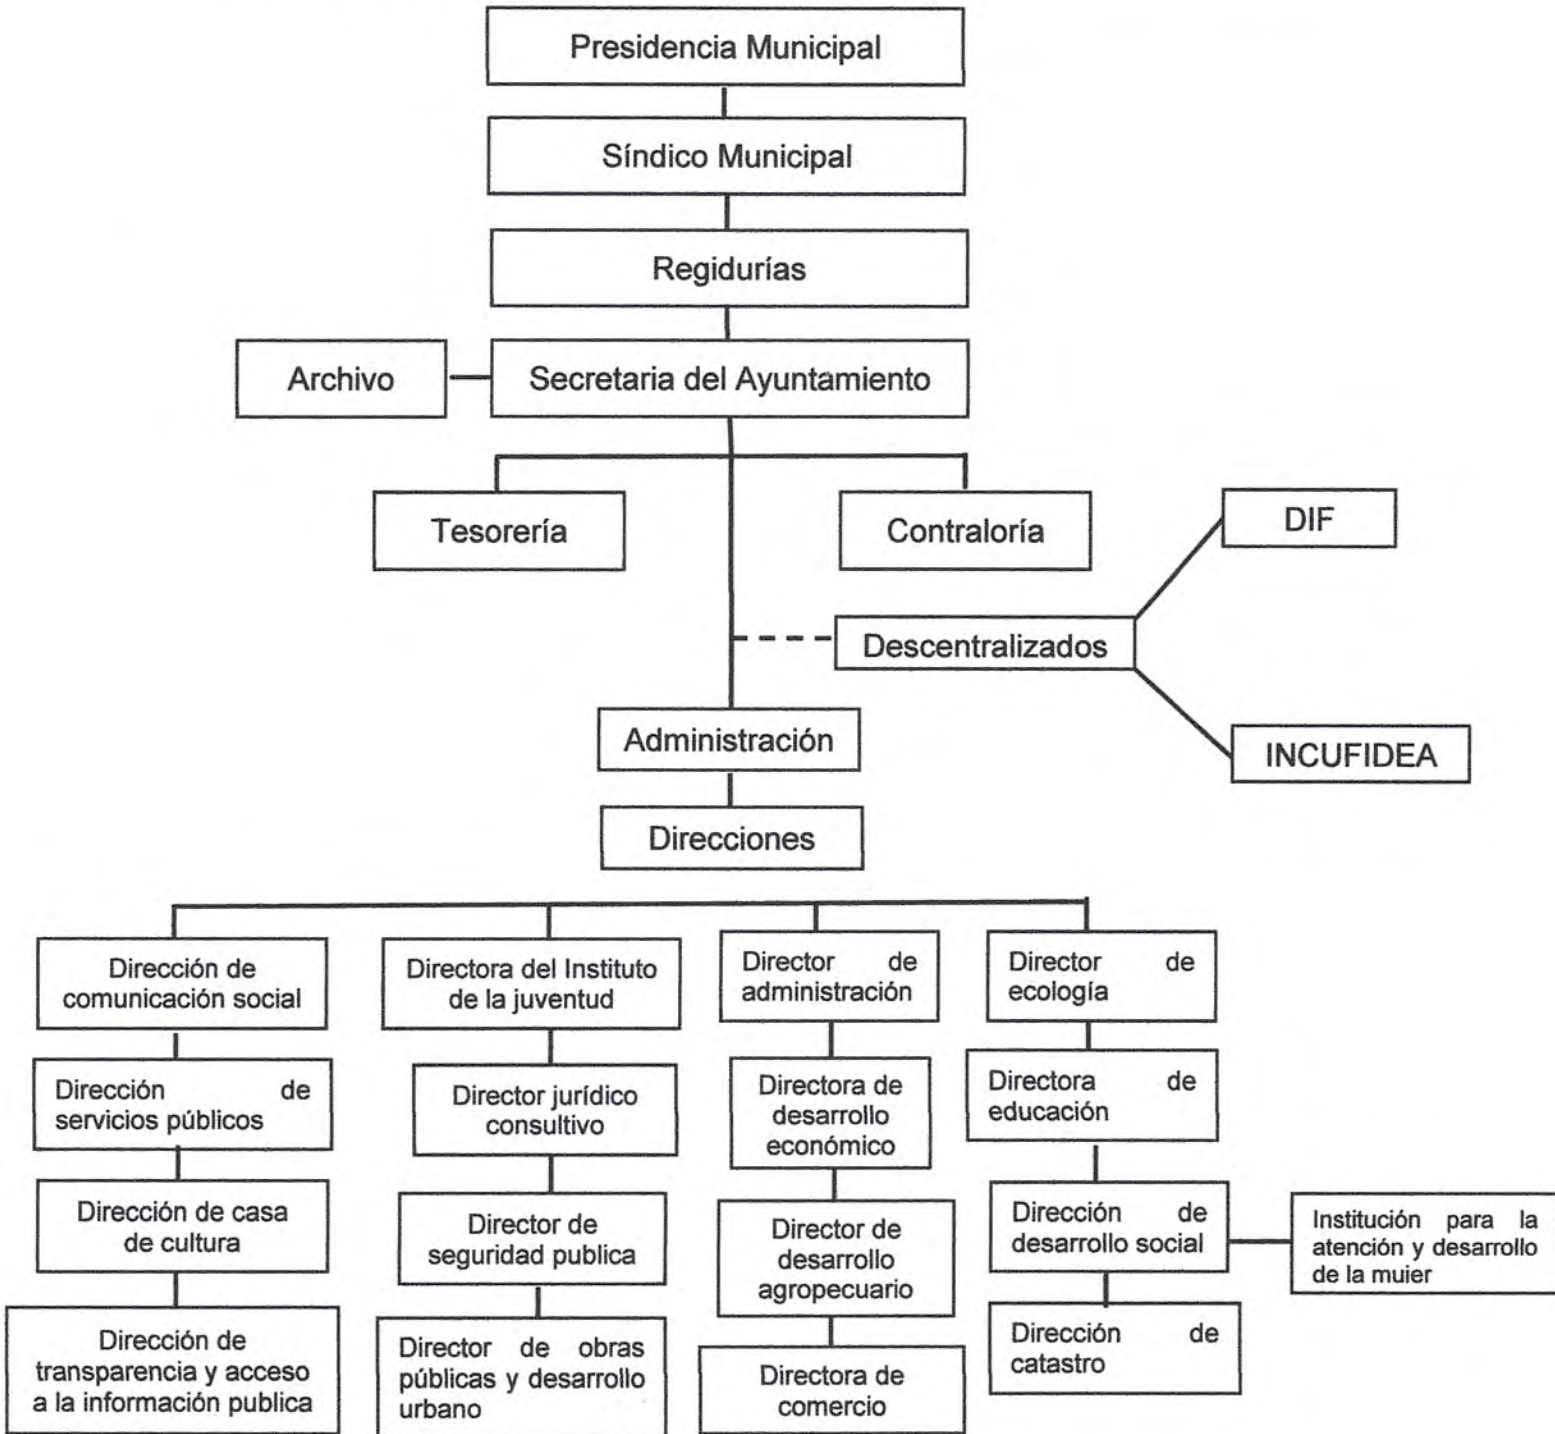 Presidencia Municipal
Síndico Municipal
Regidurías
Archivo
Secretaria del Ayuntamiento
Tesorería
Contraloría
DIF
Descentralizados
Administración
INCUFIDEA
Direcciones
Dirección de
comunicación social
Directora del Instituto
de la juventud
Director de
administración
Director de
ecología
Dirección de
servicios públicos
Director jurídico
consultivo
Directora de
desarrollo
económico
Directora de
educación
Dirección de casa
de cultura
Director de
seguridad publica
Director de
desarrollo
agropecuario
Dirección de
desarrollo social
Institución para la
atención y desarrollo
de la mujer
Dirección de
transparencia y acceso
a la información publica
Director de obras
públicas y desarrollo
urbano
Directora de
comercio
Dirección de
catastro